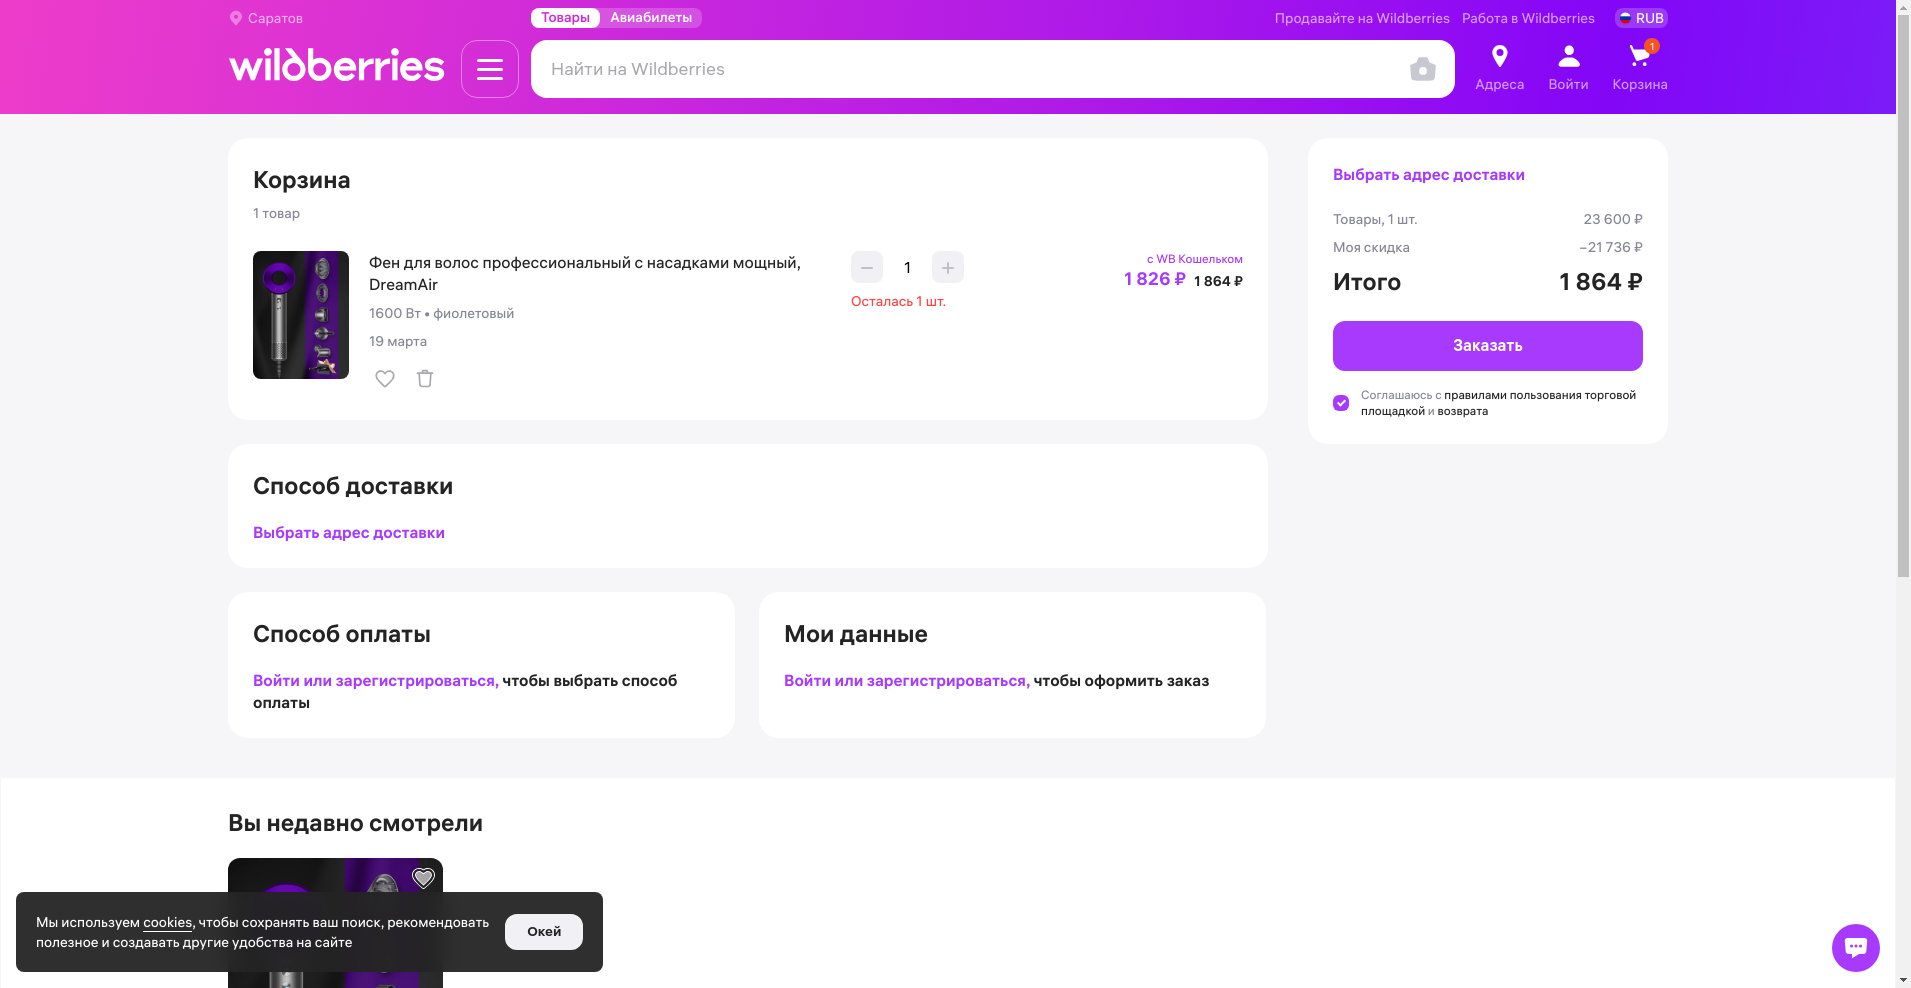 Саратов
Товары
Авиабилеты
Продавайте на Wildberries
Работа в Wildberries
RUB
wildberries
Найти на Wildberries
Адреса
Войти
1
Корзина
Корзина
1 товар
Фен для волос профессиональный с насадками мощный,
DreamAir
1600 Вт • фиолетовый
19 марта
1
Осталась 1 шт.
с WB Кошельком
1 826 ₽ 1 864 ₽
Выбрать адрес доставки
Товары, 1 шт. 23 600 ₽
Моя скидка −21 736 ₽
Итого 1 864 ₽
Заказать
Соглашаюсь с правилами пользования торговой
площадкой и возврата
Способ доставки
Выбрать адрес доставки
Способ оплаты
Войти или зарегистрироваться, чтобы выбрать способ
оплаты
Мои данные
Войти или зарегистрироваться, чтобы оформить заказ
Вы недавно смотрели
Мы используем cookies, чтобы сохранять ваш поиск, рекомендовать
полезное и создавать другие удобства на сайте
Окей